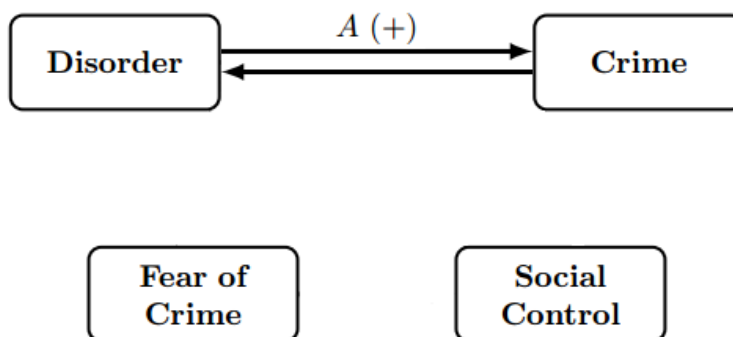 A (+)
Disorder
Crime
Fear of
Crime
Social
Control